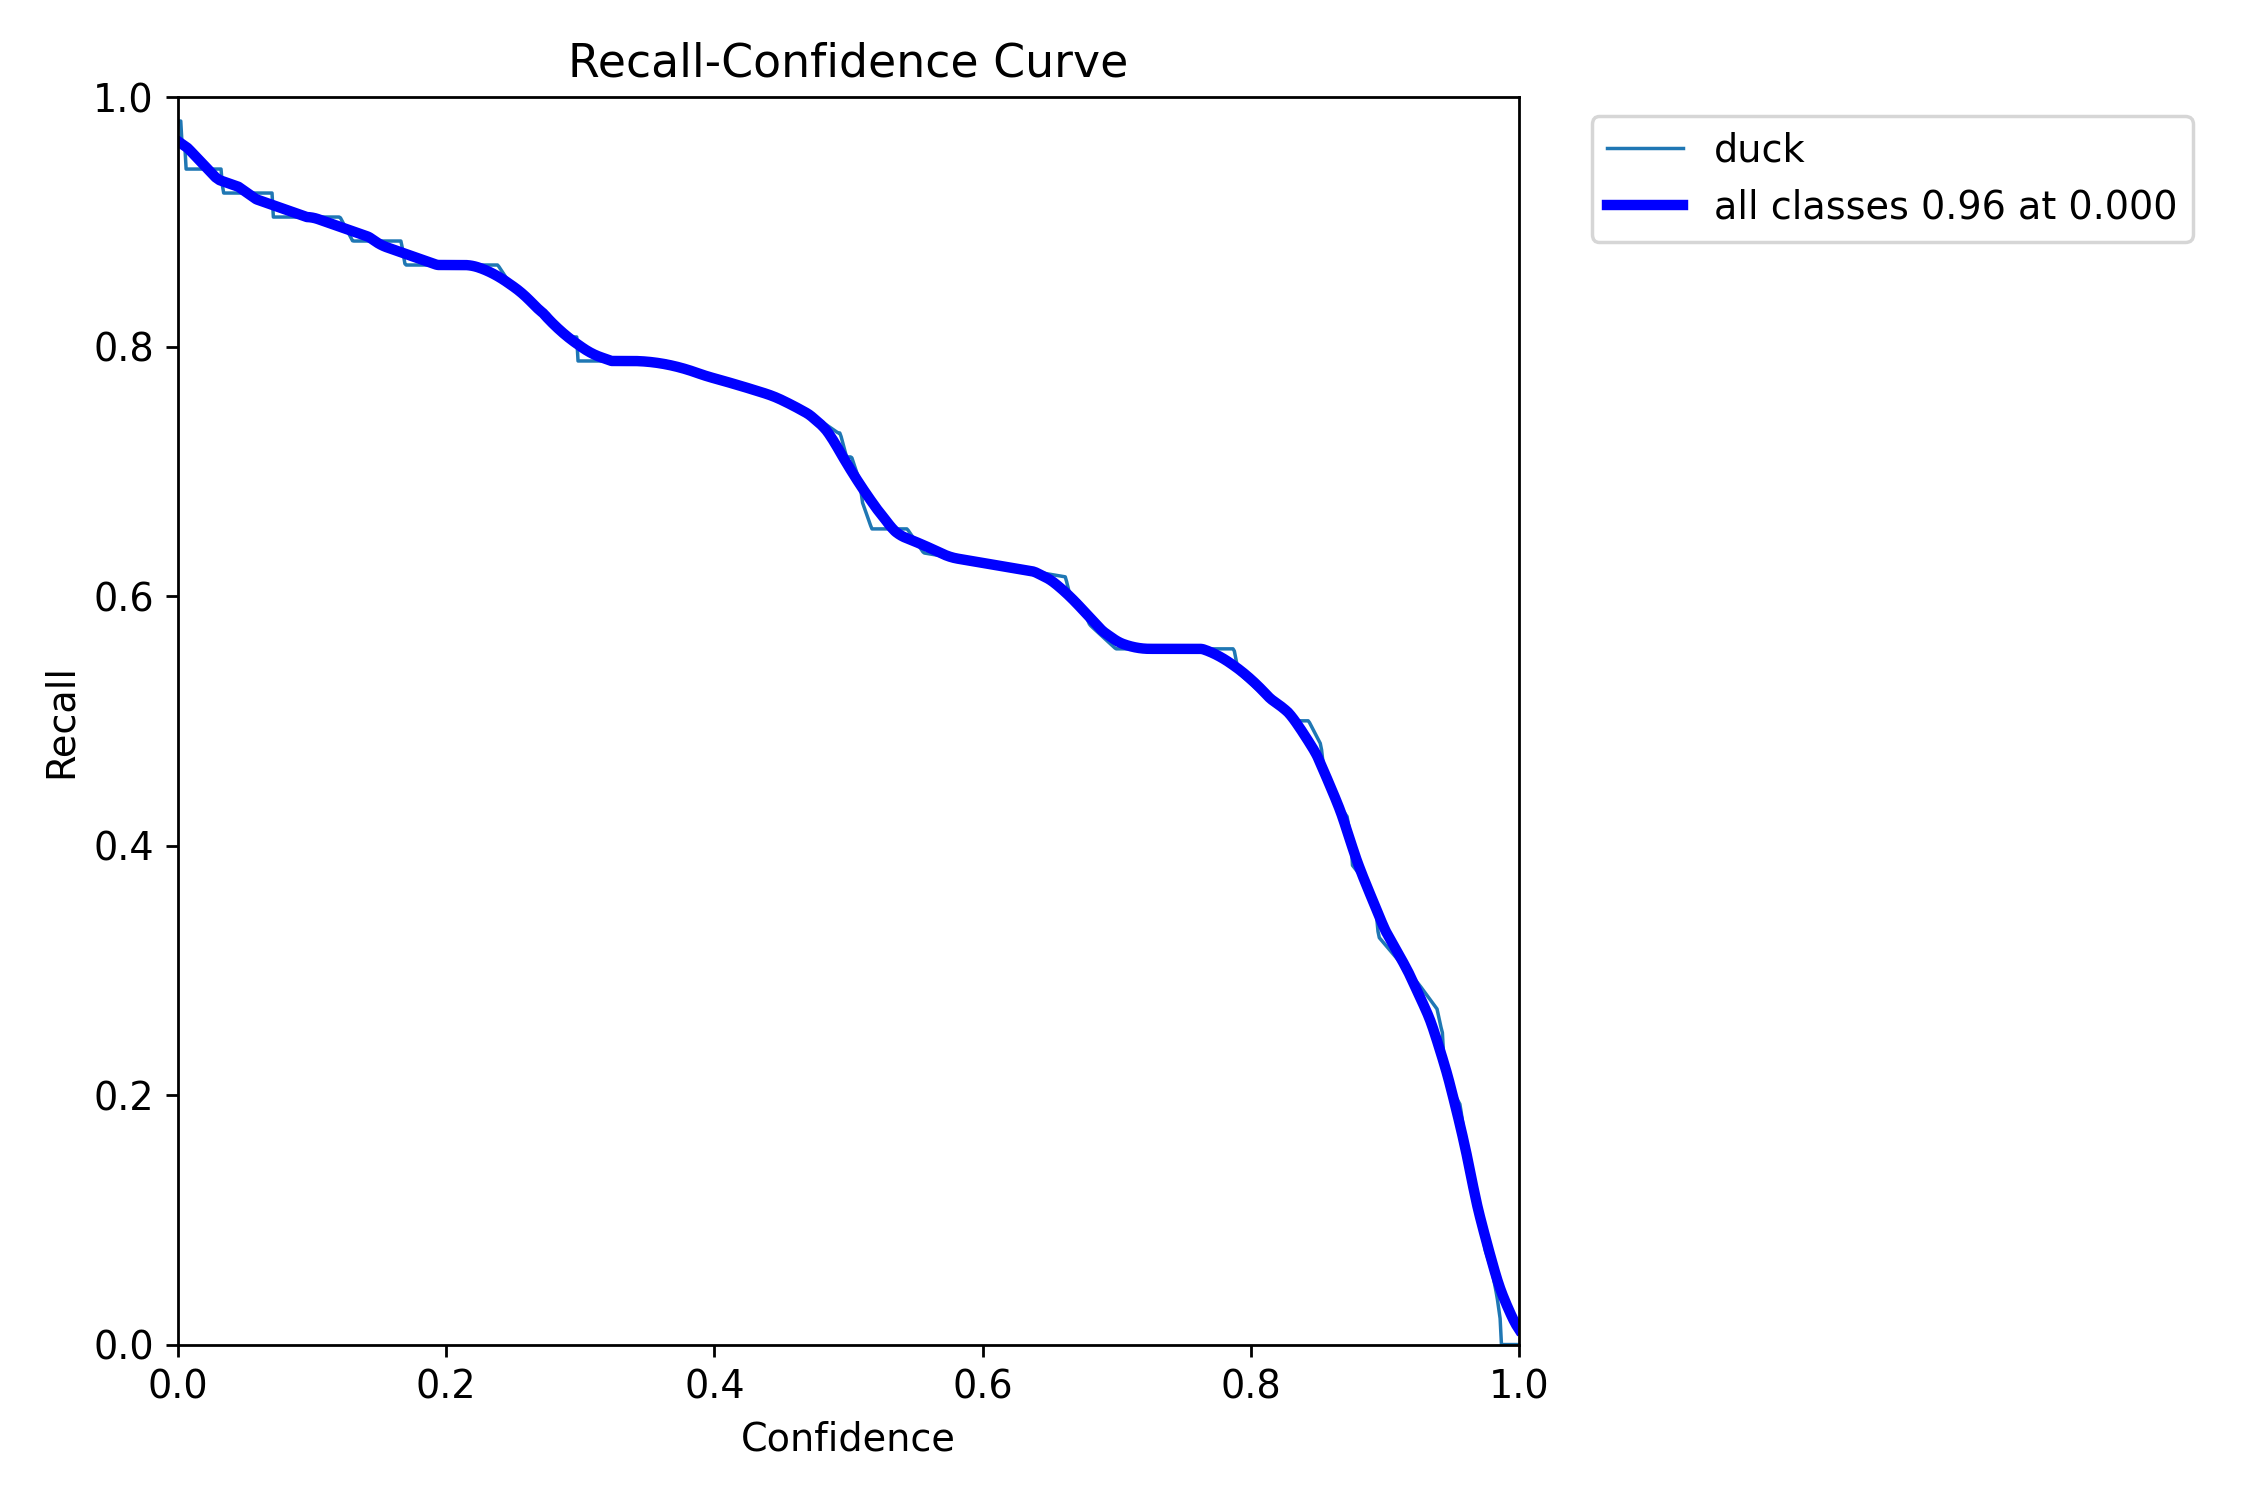 Recall-Confidence Curve
1.0
0.8
0.6
0.4
0.2
0.0
Recall
0.0 0.2 0.4 0.6 0.8 1.0
Confidence
duck
all classes 0.96 at 0.000